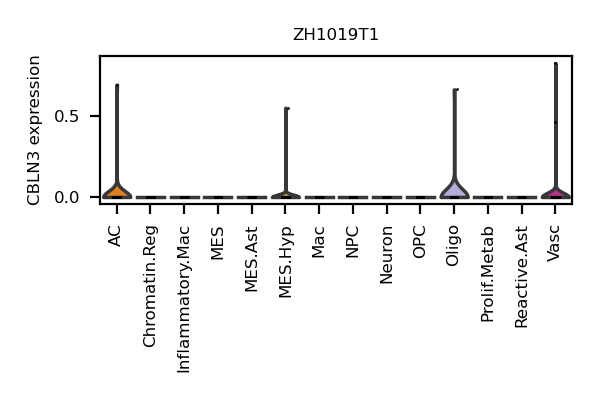 ZH1019T1
CBLN3 expression
0.5
0.0
AC
Chromatin.Reg
Inflammatory.Mac
MES
MES.Ast
MES.Hyp
Mac
NPC
Neuron
OPC
Oligo
Prolif.Metab
Reactive.Ast
Vasc